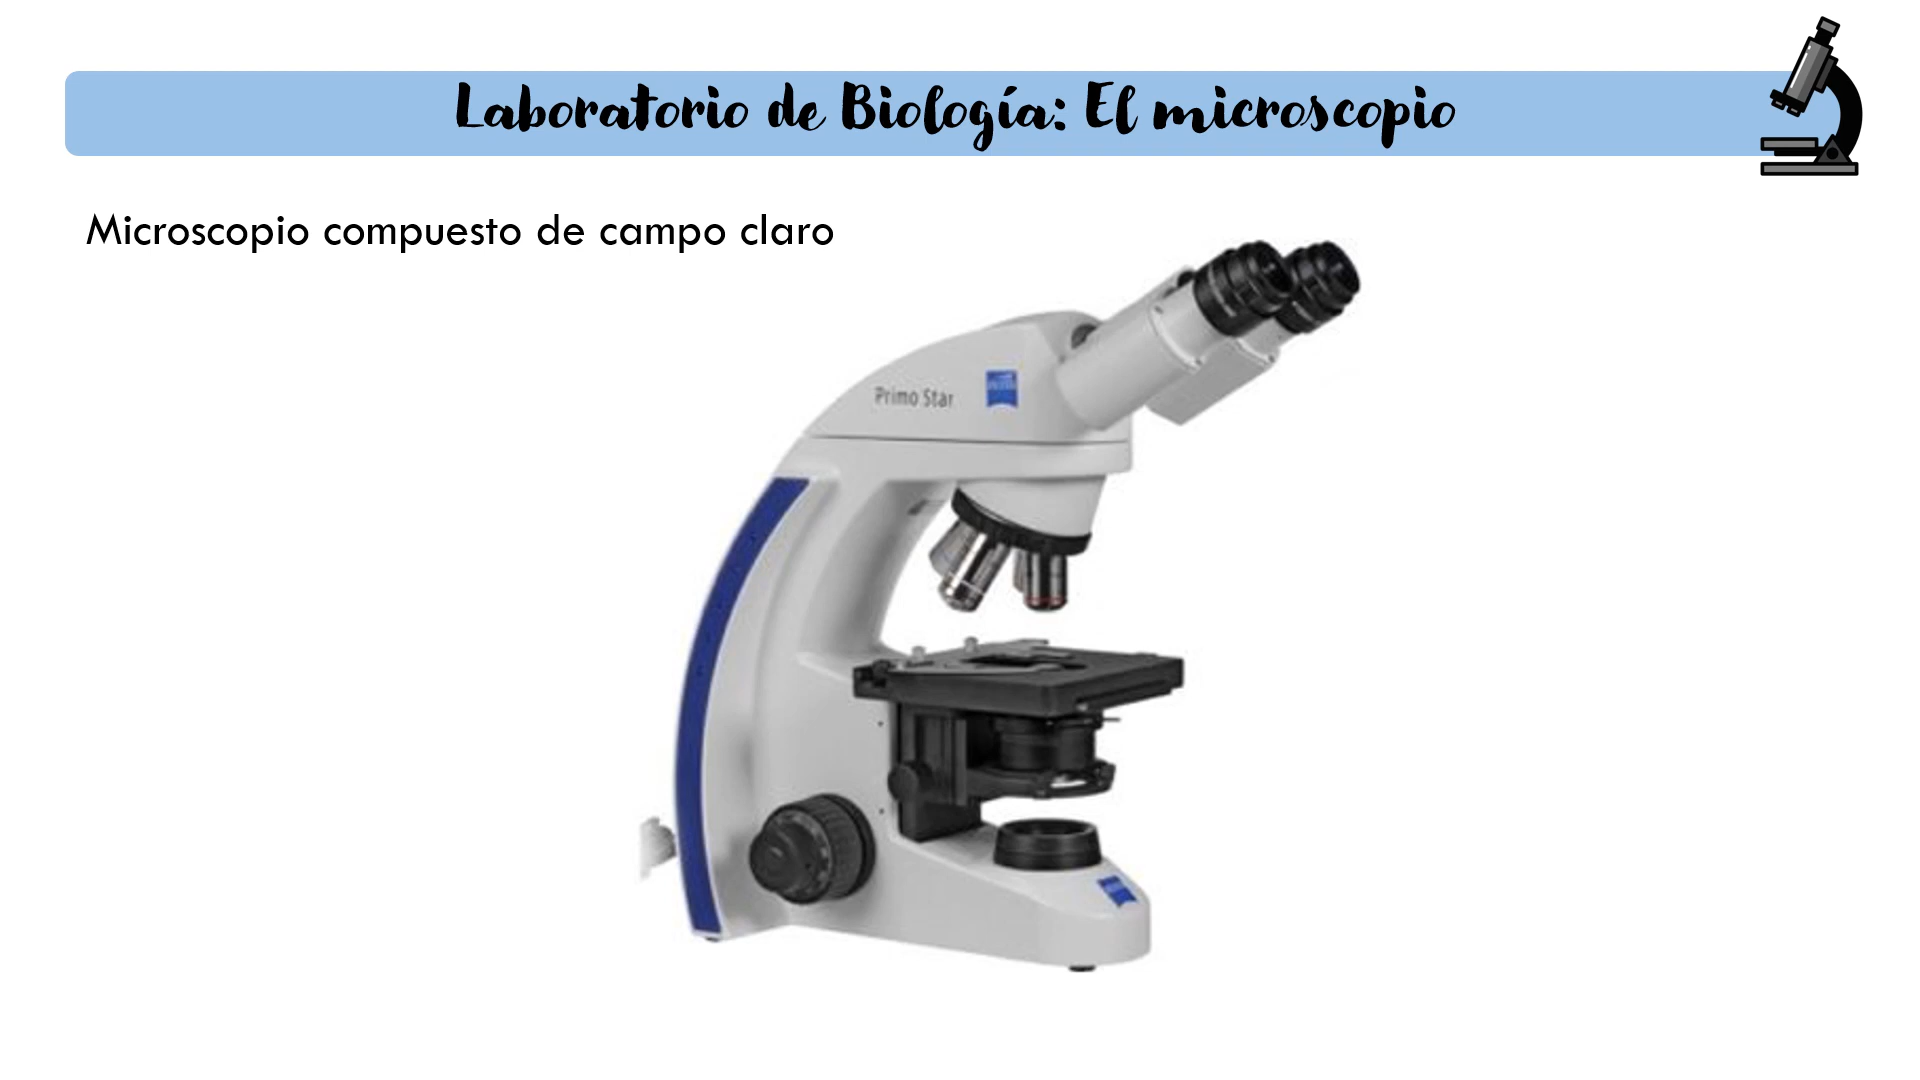 Laboratorio de Biología: El microscopio
Microscopio compuesto de campo claro
Primo Star